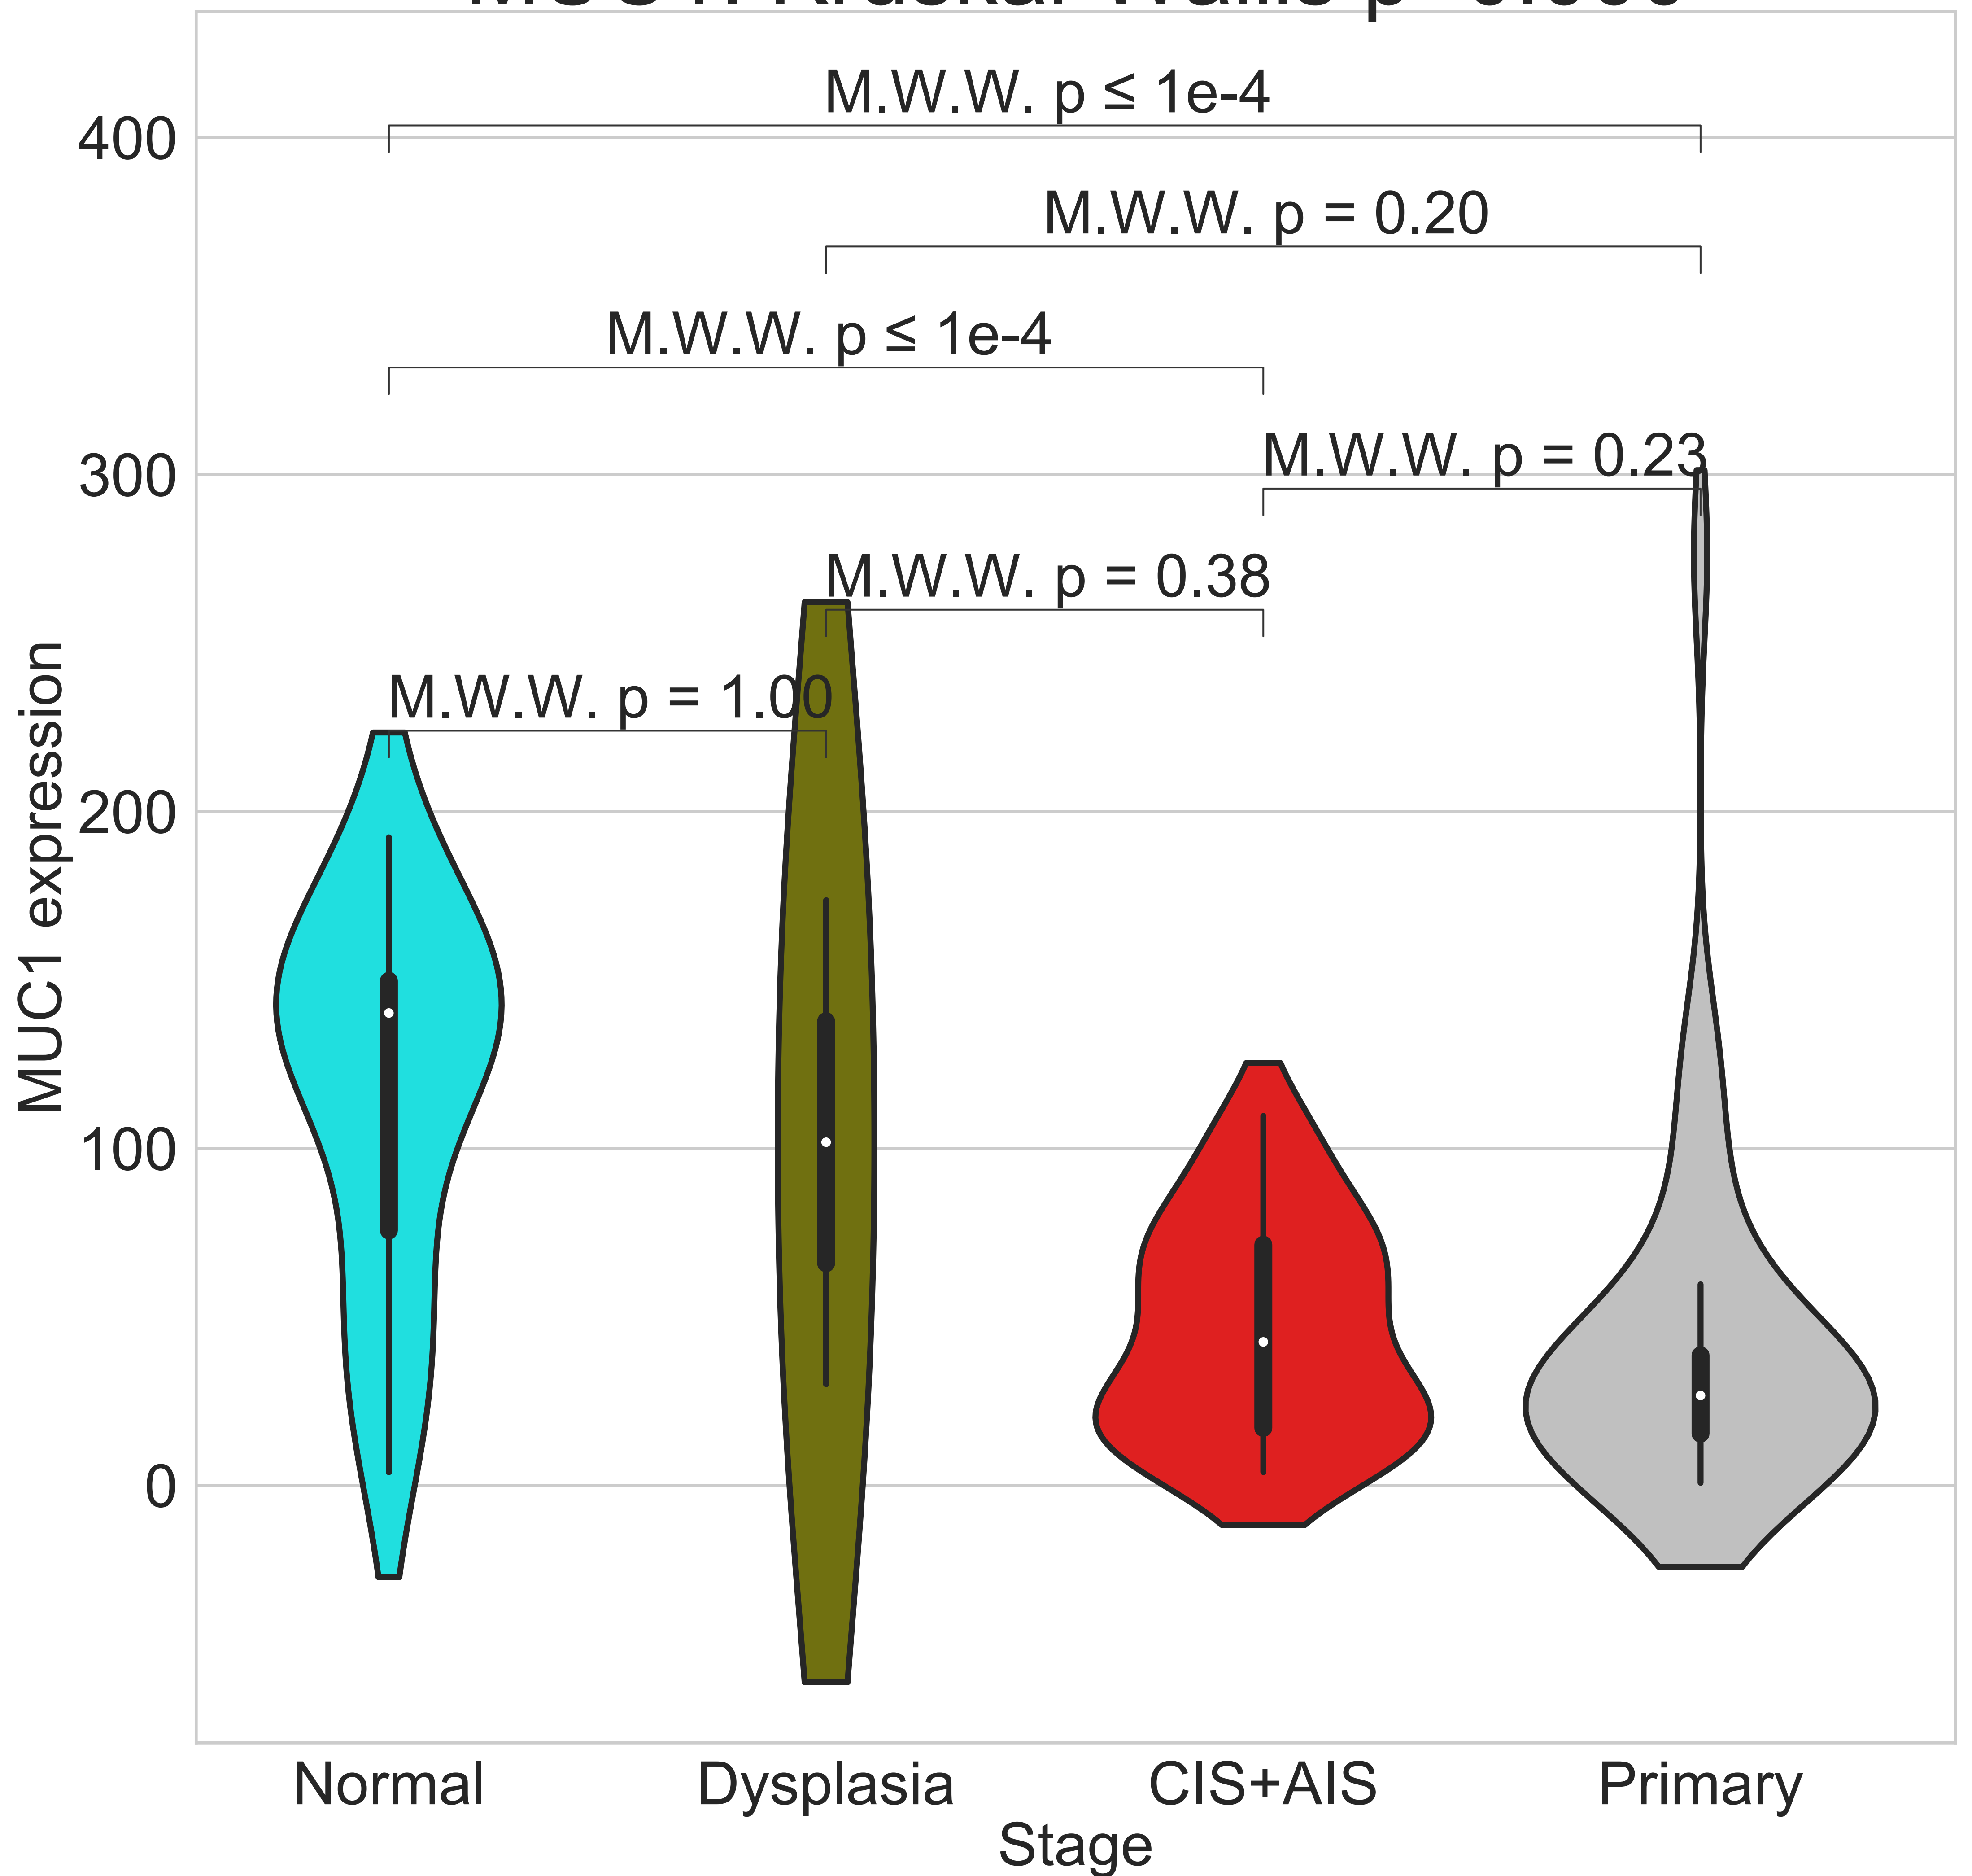 M.W.W. p ≤ 1e-4
400
M.W.W. p = 0.20
M.W.W. p ≤ 1e-4
M.W.W. p = 0.23
300
M.W.W. p = 0.38
M.W.W. p = 1.00
200
MUC1 expression
100
0
Normal Dysplasia CIS+AIS Primary
Stage